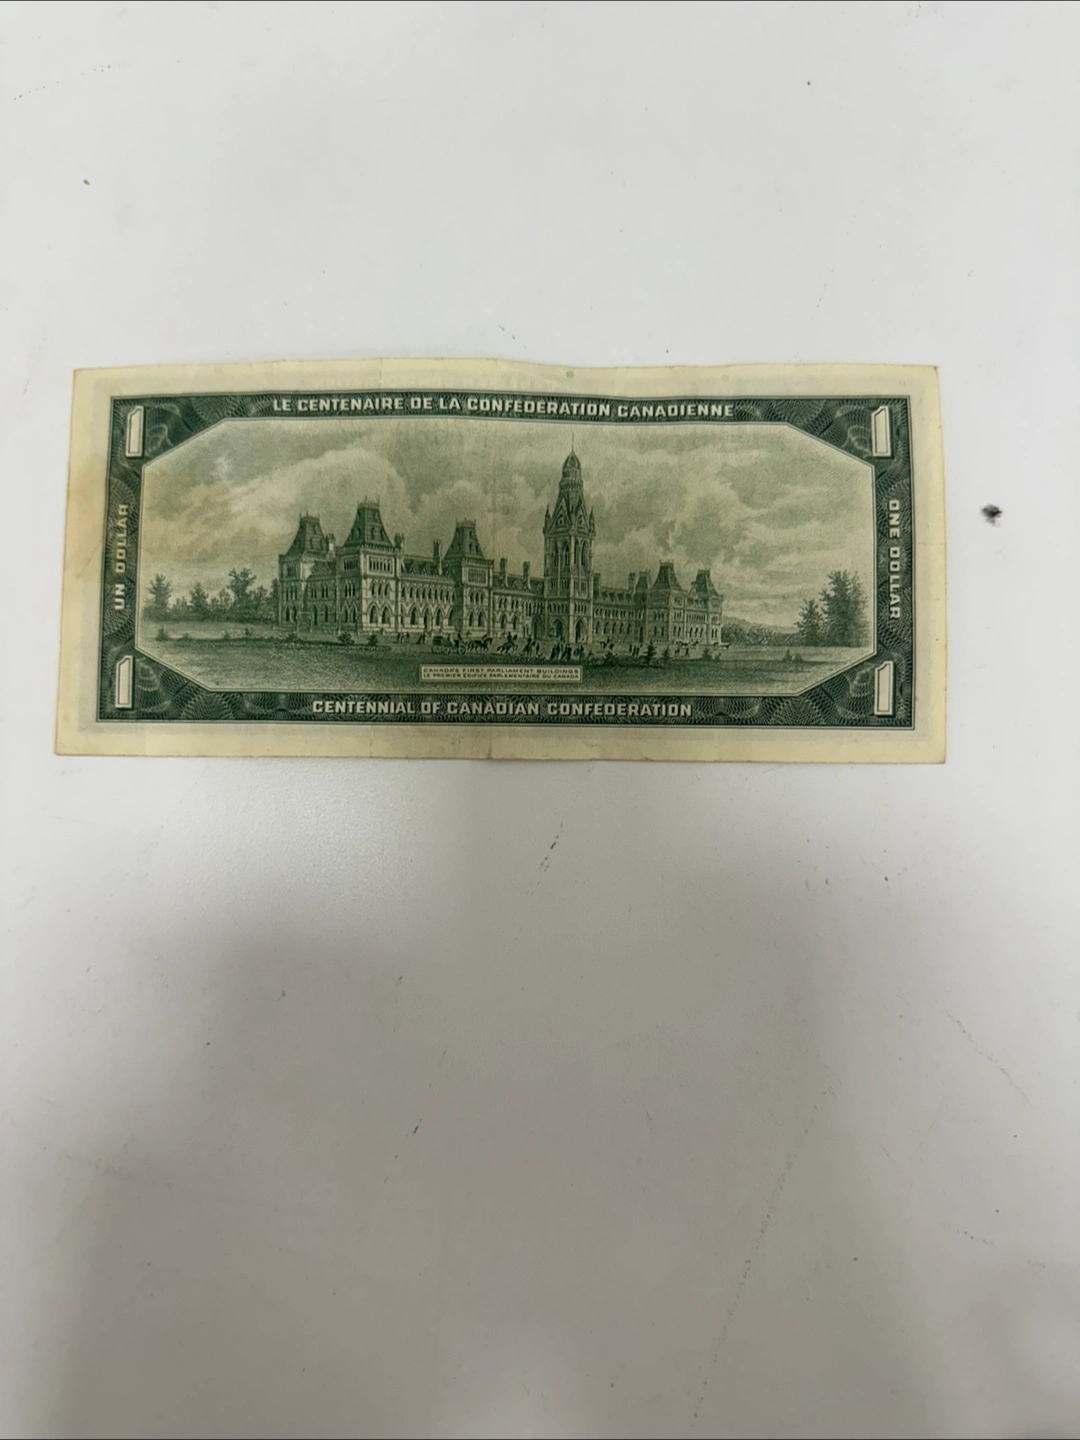 LE CENTENAIRE DE LA CONFEDERATION CANADIENNE
1
1
UN DOLLAR
ONE DOLLAR
CANADA'S FIRST PARLIAMENT BUILDINGS
LE PREMIER EDIFICE PARLEMENTAIRE DU CANADA
1
1
CENTENNIAL OF CANADIAN CONFEDERATION